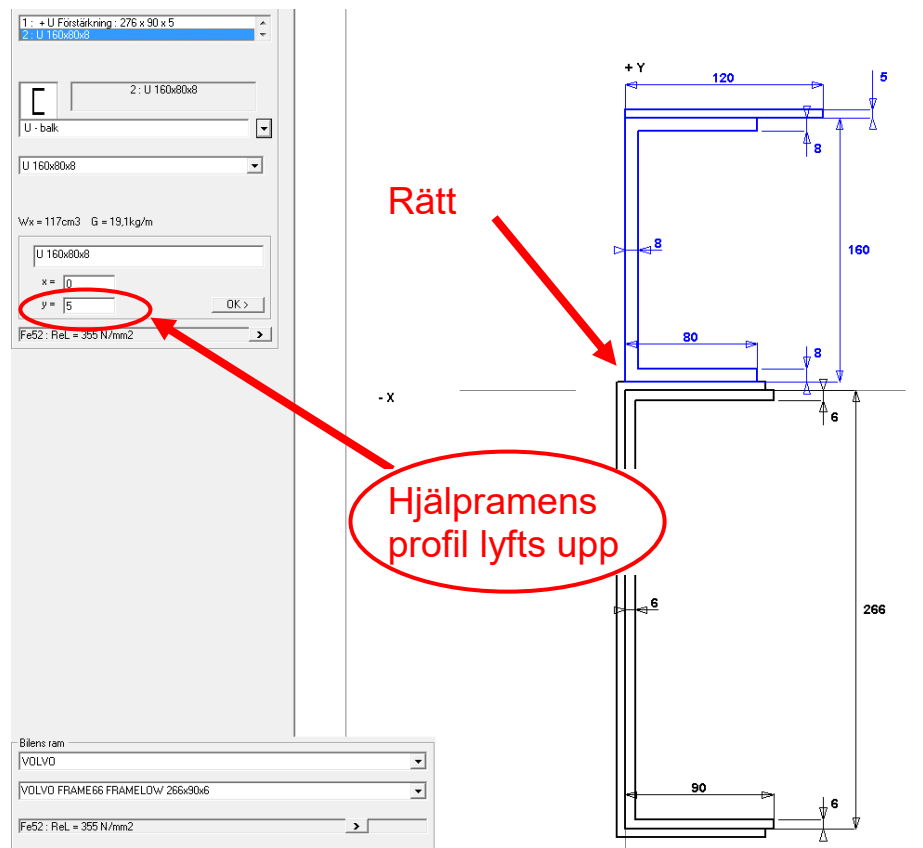 1 : + U Förstärkning : 276 x 90 x 5
2 : U 160x80x8
2 : U 160x80x8
U - balk
U 160x80x8
Wx = 117cm3 G = 19,1kg/m
U 160x80x8
x = 0
y = 5
OK >
Fe52 : ReL = 355 N/mm2 >
Bilens ram
VOLVO
VOLVO FRAME66 FRAMELOW 266x90x6
Fe52 : ReL = 355 N/mm2 >
Rätt
Hjälpramens
profil lyfts upp
+ Y
120
5
8
8
160
80
8
- X
6
6
266
90
6